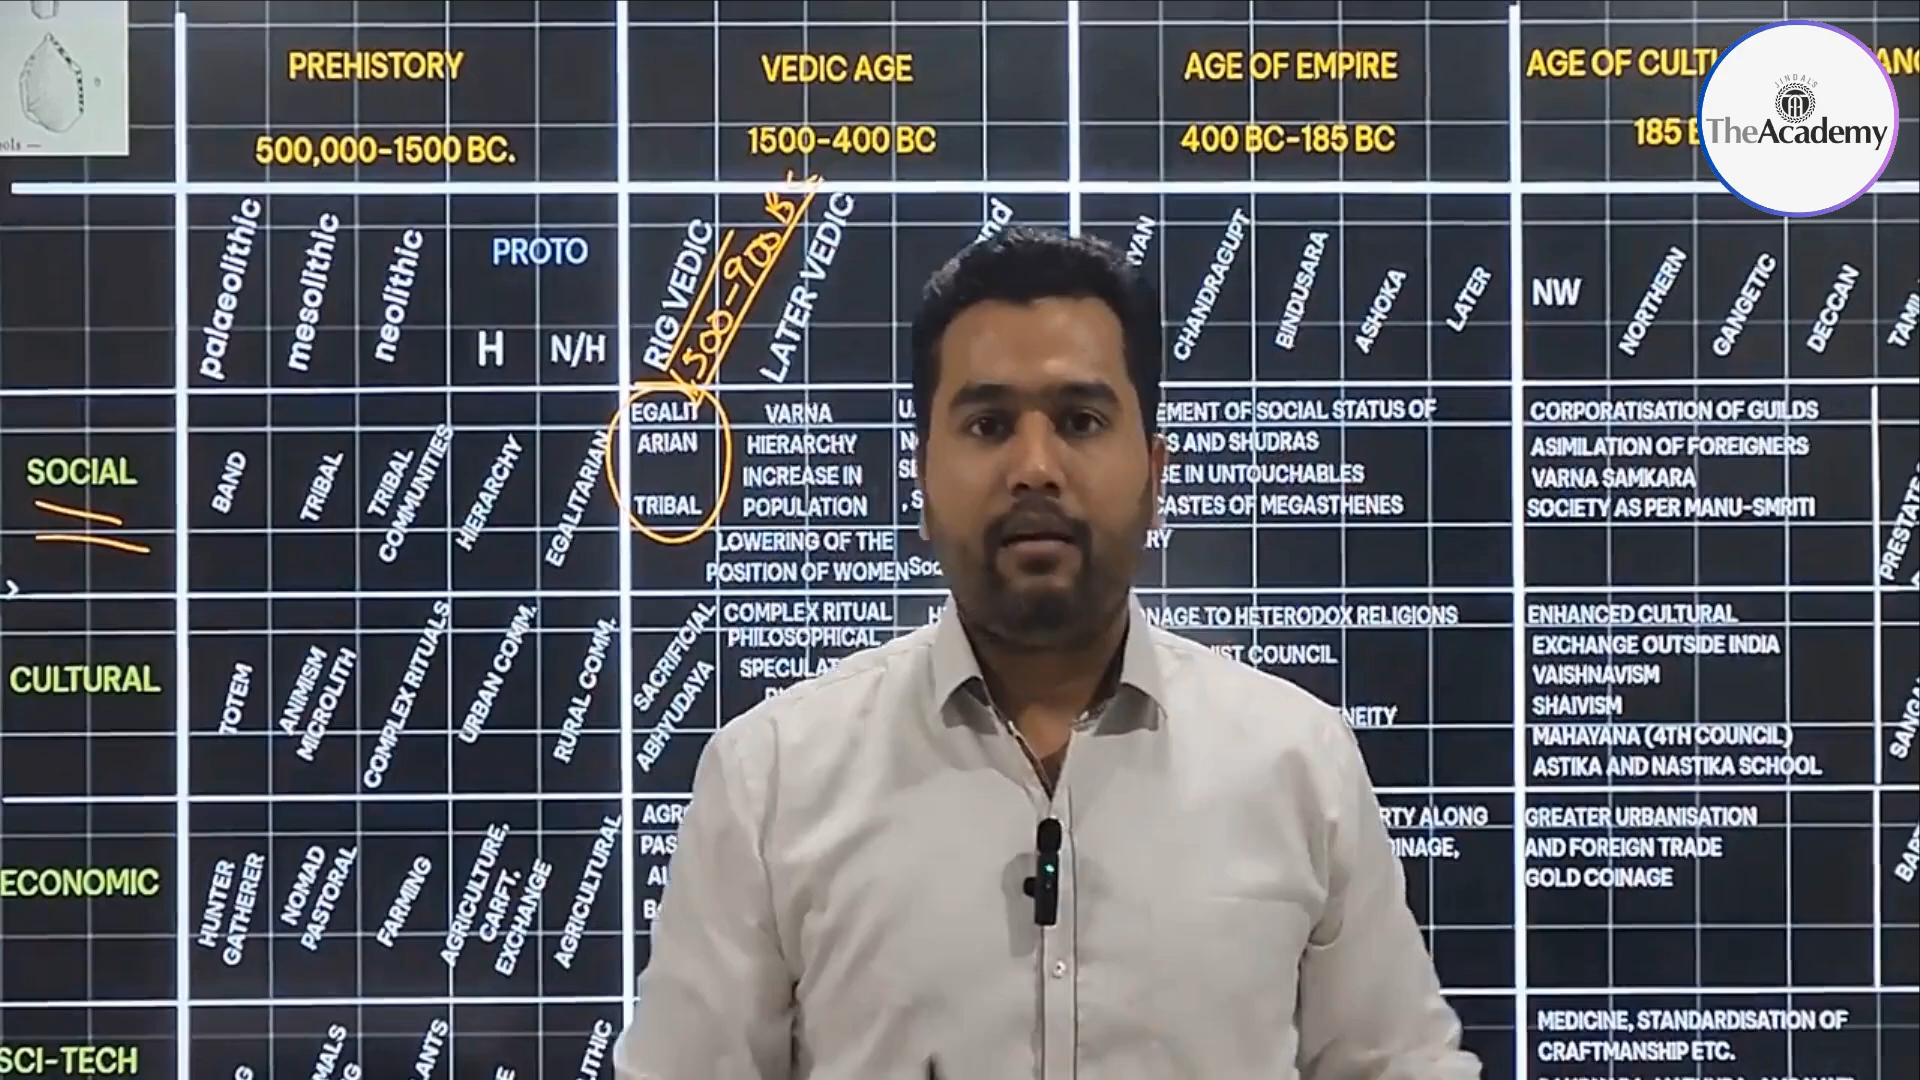 PREHISTORY
500,000-1500 BC.
VEDIC AGE
1500-400 BC
AGE OF EMPIRE
400 BC-185 BC
AGE OF
185
JINDAL'S
TheAcademy
palaeolithic
mesolithic
neolithic
PROTO
H
N/H
RIG VEDIC
1500-900 BC
LATER VEDIC
CHANDRAGUPT
BINDUSARA
ASHOKA
LATER
NW
NORTHERN
GANGETIC
DECCAN
SOCIAL
BAND
TRIBAL
TRIBAL
COMMUNITIES
HIERARCHY
EGALITARIAN
EGALIT
ARIAN
TRIBAL
VARNA
HIERARCHY
INCREASE IN
POPULATION
LOWERING OF THE
POSITION OF WOMEN
EMENT OF SOCIAL STATUS OF
S AND SHUDRAS
SE IN UNTOUCHABLES
CASTES OF MEGASTHENES
RY
CORPORATISATION OF GUILDS
ASIMILATION OF FOREIGNERS
VARNA SAMKARA
SOCIETY AS PER MANU-SMRITI
PRESTATE
CULTURAL
TOTEM
ANIMISM
MICROLITH
COMPLEX RITUALS
URBAN COMM.
RURAL COMM.
SACRIFICIAL
ABHYUDAYA
COMPLEX RITUAL
PHILOSOPHICAL
SPECULAT
NAGE TO HETERODOX RELIGIONS
IST COUNCIL
NEITY
ENHANCED CULTURAL
EXCHANGE OUTSIDE INDIA
VAISHNAVISM
SHAIVISM
MAHAYANA (4TH COUNCIL)
ASTIKA AND NASTIKA SCHOOL
ECONOMIC
HUNTER
GATHERER
NOMAD
PASTORAL
FARMING
AGRICULTURE,
CARFT,
EXCHANGE
AGRICULTURAL
RTY ALONG
OINAGE,
GREATER URBANISATION
AND FOREIGN TRADE
GOLD COINAGE
SCI-TECH
MEDICINE, STANDARDISATION OF
CRAFTMANSHIP ETC.